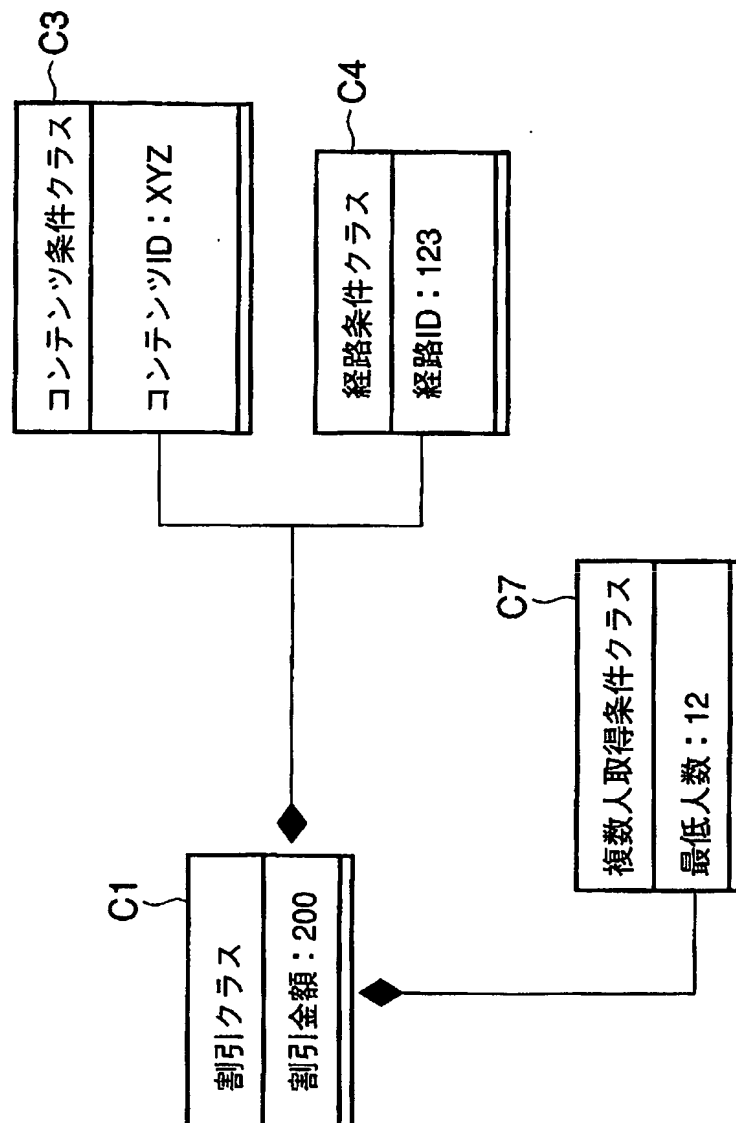 C1
割引クラス
割引金額：200
C3
コンテンツ条件クラス
コンテンツID：XYZ
C4
経路条件クラス
経路ID：123
C7
複数人取得条件クラス
最低人数：12